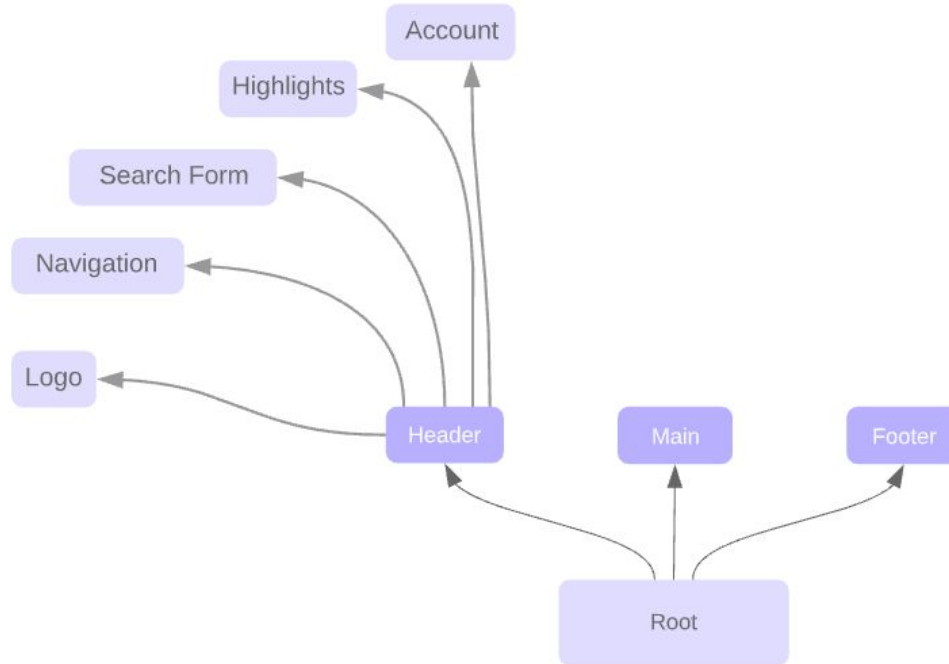 Account
Highlights
Search Form
Navigation
Logo
Header
Main
Footer
Root